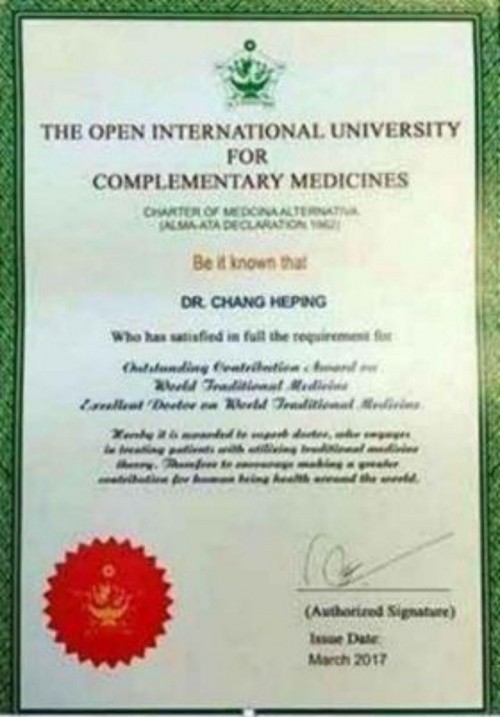 THE OPEN INTERNATIONAL UNIVERSITY
FOR
COMPLEMENTARY MEDICINES
CHARTER OF MEDCINA ALTERNATIVA
(ALMA-ATA DECLARATION 1962)
Be it known that
DR. CHANG HEPING
Who has satisfied in full the requirement for
Outstanding Contribution Award on
World Traditional Medicine
Excellent Doctor on World Traditional Medicine
Hereby it is awarded to superb doctor, who engages
in treating patients with utilizing traditional medicine
theory. Therefore to encourage making a greater
contribution for human being health around the world.
(Authorized Signature)
Issue Date:
March 2017